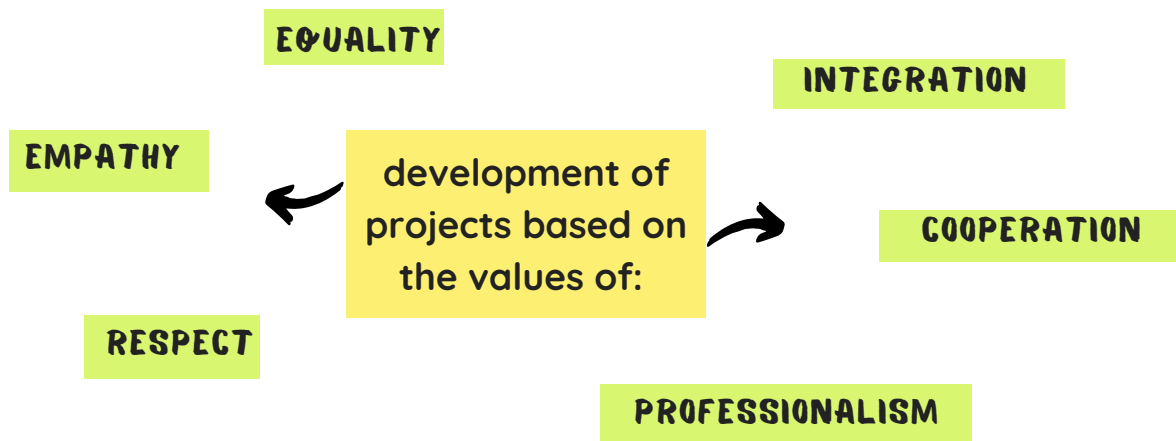 EQUALITY
INTEGRATION
EMPATHY
development of
projects based on
the values of:
COOPERATION
RESPECT
PROFESSIONALISM